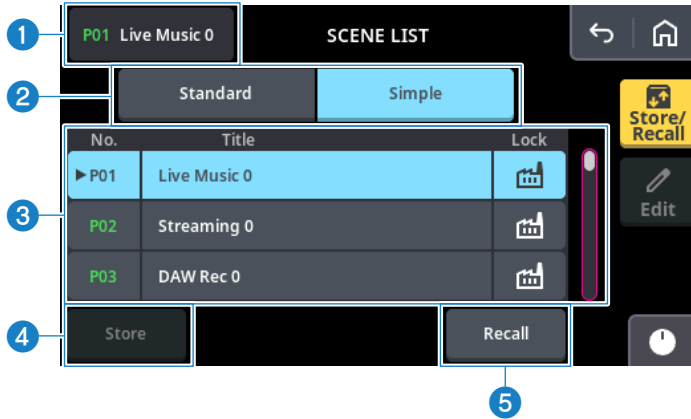 1
P01 Live Music 0
SCENE LIST
2
Standard
Simple
Store/
Recall
No.
Title
Lock
P01
Live Music 0
Edit
3
P02
Streaming 0
P03
DAW Rec 0
4
Store
Recall
5